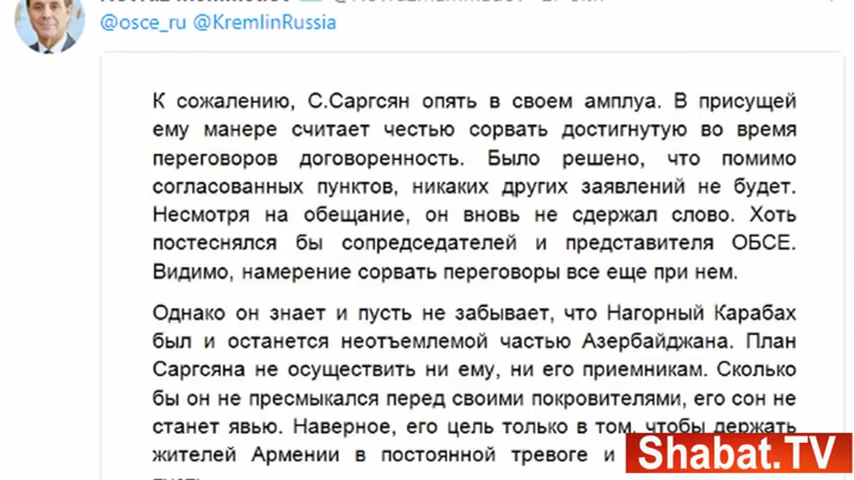 @osce_ru @KremlinRussia
К сожалению, С.Саргсян опять в своем амплуа. В присущей
ему манере считает честью сорвать достигнутую во время
переговоров договоренность. Было решено, что помимо
согласованных пунктов, никаких других заявлений не будет.
Несмотря на обещание, он вновь не сдержал слово. Хоть
постеснялся бы сопредседателей и представителя ОБСЕ.
Видимо, намерение сорвать переговоры все еще при нем.
Однако он знает и пусть не забывает, что Нагорный Карабах
был и останется неотъемлемой частью Азербайджана. План
Саргсяна не осуществить ни ему, ни его приемникам. Сколько
бы он не пресмыкался перед своими покровителями, его сон не
станет явью. Наверное, его цель только в том, чтобы держать
жителей Армении в постоянной тревоге и
Shabat.TV